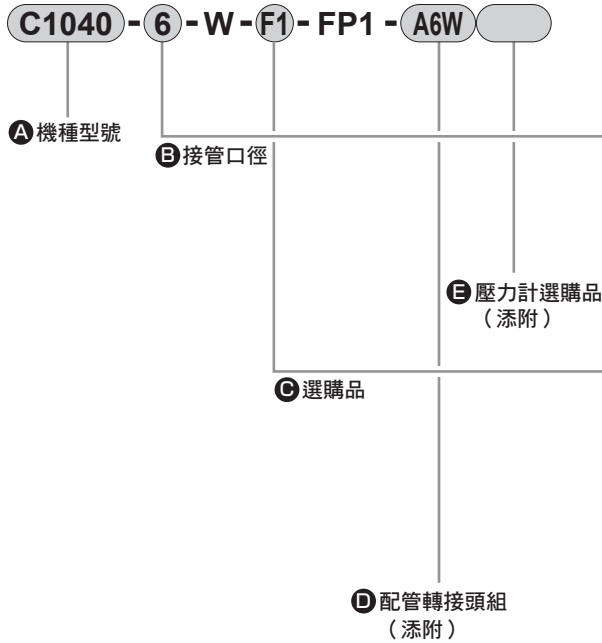 C1040 - 6 - W - F1 - FP1 - A6W
A 機種型號
B 接管口徑
E 壓力計選購品
（添附）
C 選購品
D 配管轉接頭組
（添附）